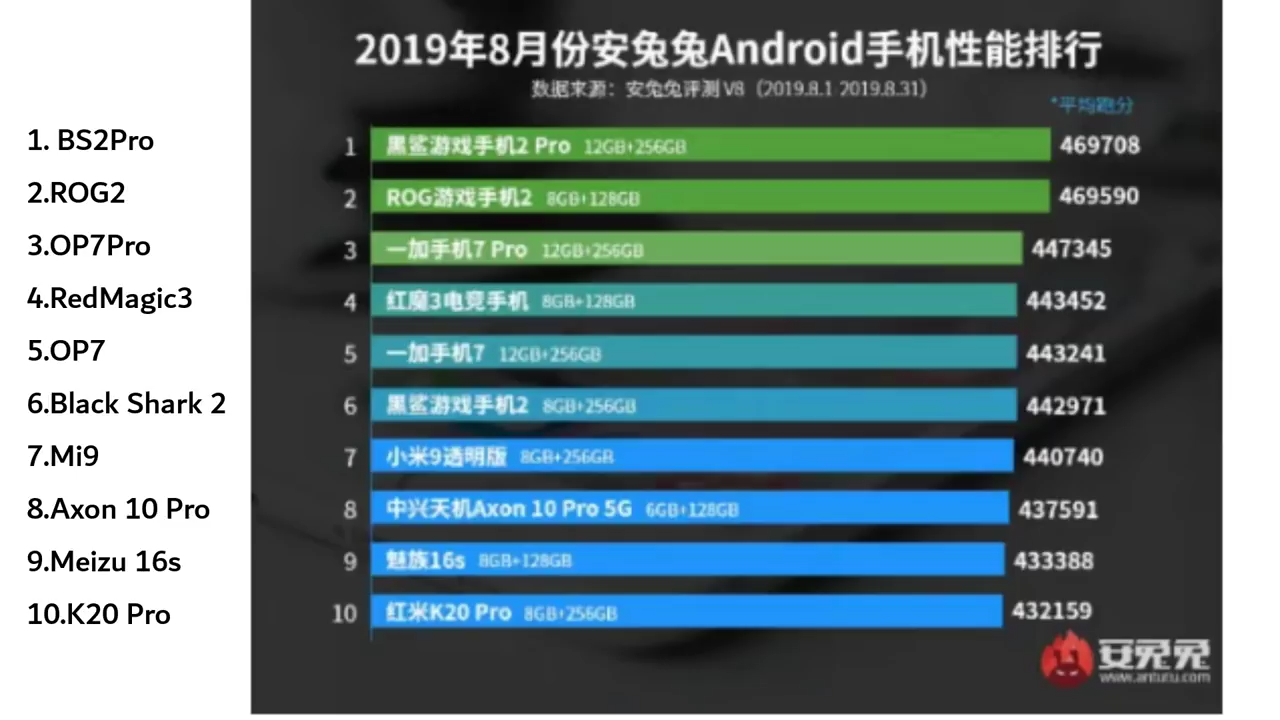 2019年8月份安兔兔Android手机性能排行
数据来源：安兔兔评测 V8（2019.8.1-2019.8.31）
*平均跑分
1. BS2Pro
2.ROG2
3.OP7Pro
4.RedMagic3
5.OP7
6.Black Shark 2
7.Mi9
8.Axon 10 Pro
9.Meizu 16s
10.K20 Pro
1 黑鲨游戏手机2 Pro 12GB+256GB 469708
2 ROG游戏手机2 8GB+128GB 469590
3 一加手机7 Pro 12GB+256GB 447345
4 红魔3电竞手机 8GB+128GB 443452
5 一加手机7 12GB+256GB 443241
6 黑鲨游戏手机2 8GB+256GB 442971
7 小米9透明版 8GB+256GB 440740
8 中兴天机Axon 10 Pro 5G 6GB+128GB 437591
9 魅族16s 8GB+128GB 433388
10 红米K20 Pro 8GB+256GB 432159
安兔兔
www.antutu.com